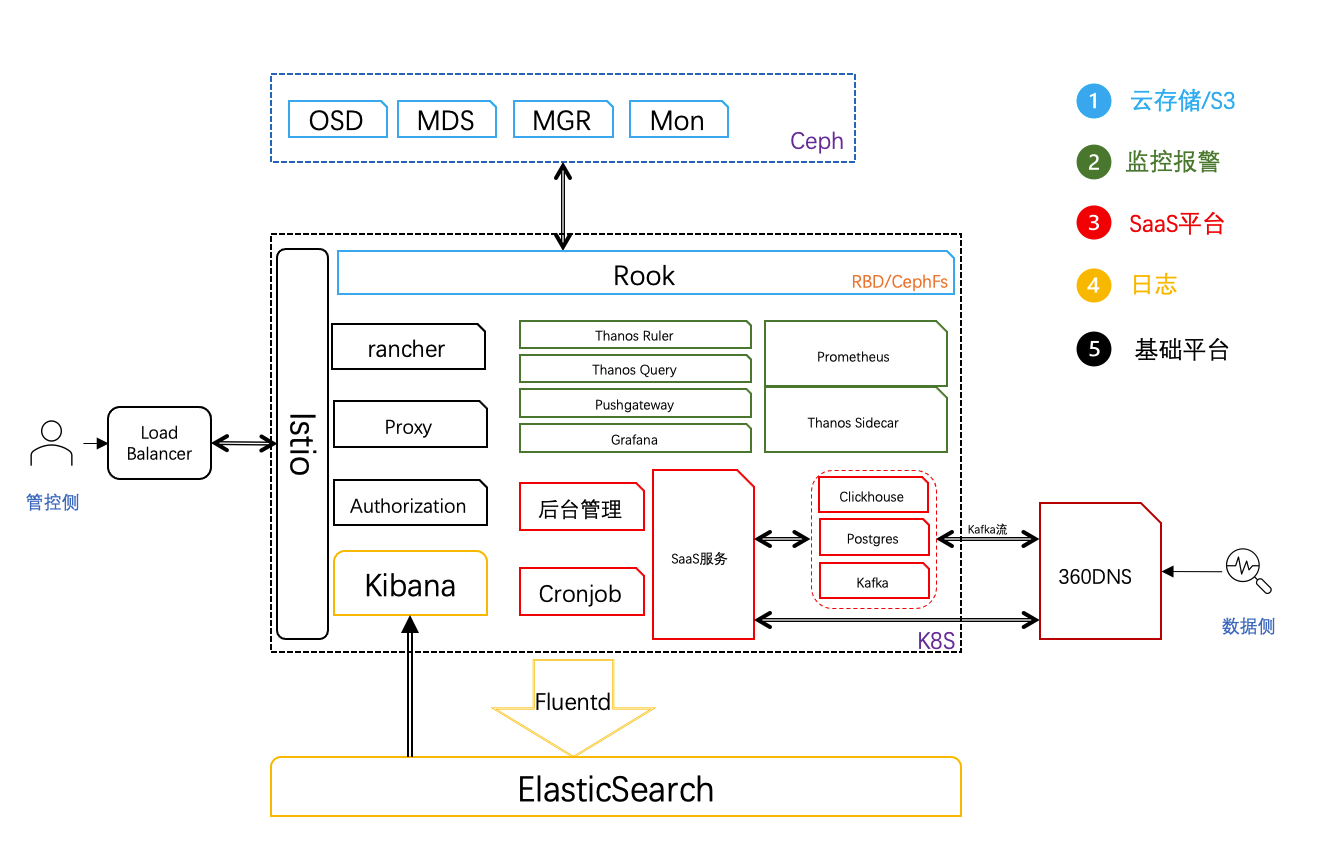 OSD
MDS
MGR
Mon
Ceph
1 云存储/S3
2 监控报警
3 SaaS平台
4 日志
5 基础平台
Rook
RBD/CephFs
Istio
rancher
Proxy
Authorization
Kibana
Thanos Ruler
Thanos Query
Pushgateway
Grafana
Prometheus
Thanos Sidecar
Load
Balancer
管控侧
后台管理
Cronjob
SaaS服务
Clickhouse
Postgres
Kafka
Kafka流
360DNS
数据侧
K8S
Fluentd
ElasticSearch